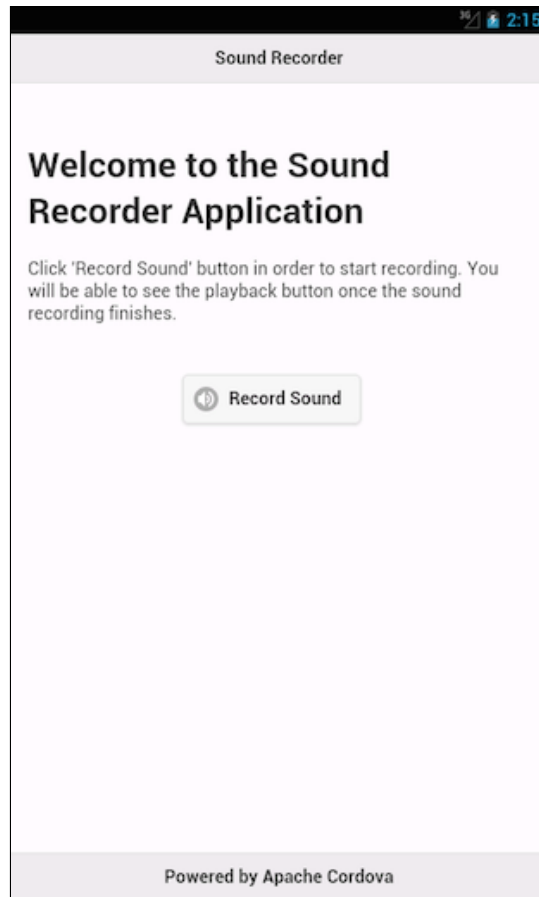 3G 2:15
Sound Recorder
Welcome to the Sound
Recorder Application
Click 'Record Sound' button in order to start recording. You
will be able to see the playback button once the sound
recording finishes.
Record Sound
Powered by Apache Cordova